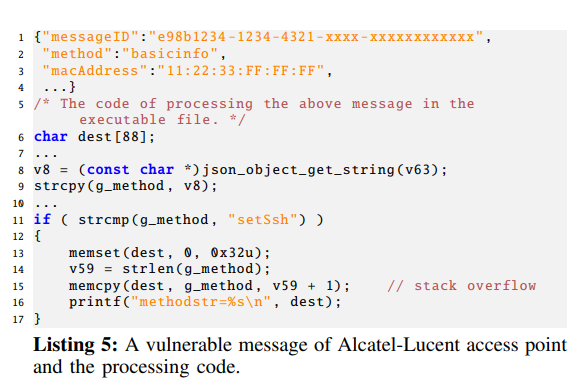 1 {"messageID":"e98b1234-1234-4321-xxxx-xxxxxxxxxxxx",
2 "method":"basicinfo",
3 "macAddress":"11:22:33:FF:FF:FF",
4 ...}
5 /* The code of processing the above message in the
executable file. */
6 char dest[88];
7 ...
8 v8 = (const char *)json_object_get_string(v63);
9 strcpy(g_method, v8);
10 ...
11 if ( strcmp(g_method, "setSsh") )
12 {
13 memset(dest, 0, 0x32u);
14 v59 = strlen(g_method);
15 memcpy(dest, g_method, v59 + 1); // stack overflow
16 printf("methodstr=%s\n", dest);
17 }
Listing 5: A vulnerable message of Alcatel-Lucent access point
and the processing code.